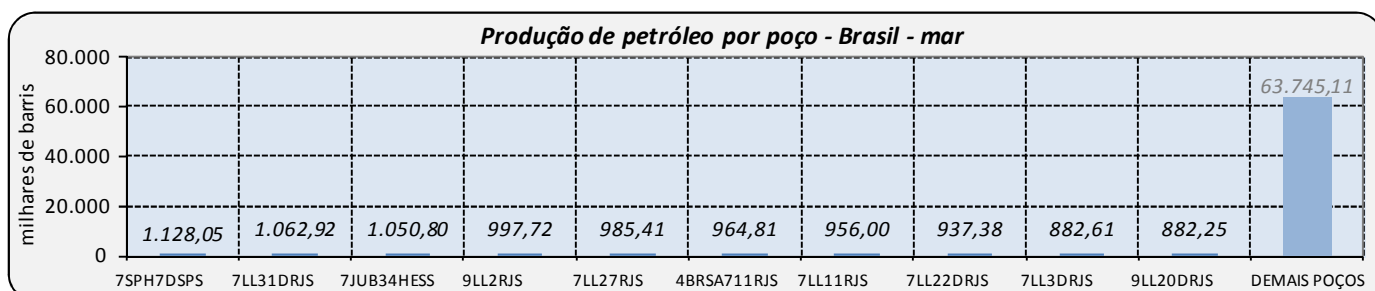 Produção de petróleo por poço - Brasil - mar
milhares de barris
80.000
60.000
40.000
20.000
0
1.128,05 1.062,92 1.050,80 997,72 985,41 964,81 956,00 937,38 882,61 882,25 63.745,11
7SPH7DSPS 7LL31DRJS 7JUB34HESS 9LL2RJS 7LL27RJS 4BRSA711RJS 7LL11RJS 7LL22DRJS 7LL3DRJS 9LL20DRJS DEMAIS POÇOS